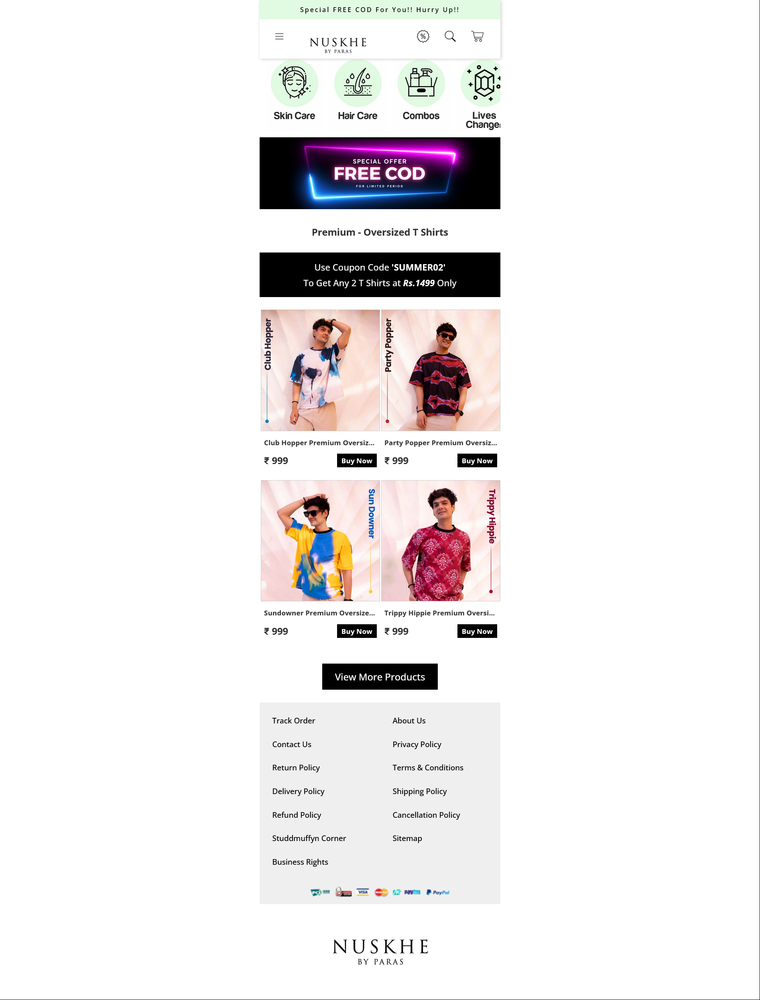 Special FREE COD For You!! Hurry Up!!
NUSKHE
BY PARAS
Skin Care
Hair Care
Combos
Lives
Changer
SPECIAL OFFER
FREE COD
FOR LIMITED PERIOD
Premium - Oversized T Shirts
Use Coupon Code 'SUMMER02'
To Get Any 2 T Shirts at Rs.1499 Only
Club Hopper
Party Popper
Club Hopper Premium Oversiz...
Party Popper Premium Oversiz...
₹ 999
Buy Now
₹ 999
Buy Now
Sun Downer
Trippy Hippie
Sundowner Premium Oversize...
Trippy Hippie Premium Oversi...
₹ 999
Buy Now
₹ 999
Buy Now
View More Products
Track Order
About Us
Contact Us
Privacy Policy
Return Policy
Terms & Conditions
Delivery Policy
Shipping Policy
Refund Policy
Cancellation Policy
Studdmuffyn Corner
Sitemap
Business Rights
PCI DSS
VISA
MasterCard
paytm
PayPal
NUSKHE
BY PARAS